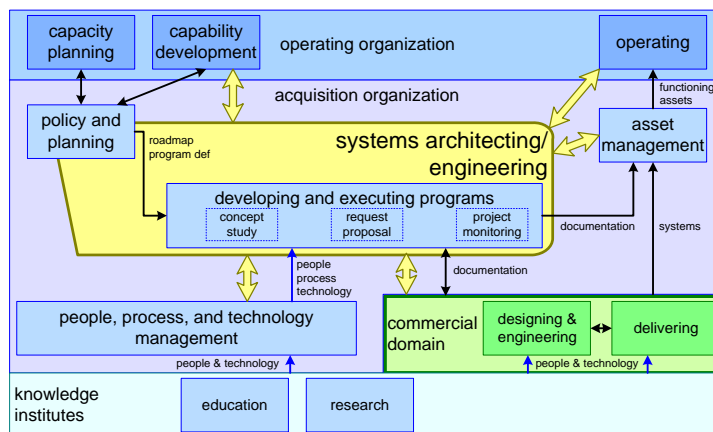 capacity
planning
capability
development
operating organization
operating
functioning
assets
acquisition organization
policy and
planning
roadmap
program def
systems architecting/
engineering
asset
management
developing and executing programs
concept
study
request
proposal
project
monitoring
documentation
systems
people
process
technology
documentation
people, process, and technology
management
commercial
domain
designing &
engineering
delivering
people & technology
people & technology
knowledge
institutes
education
research